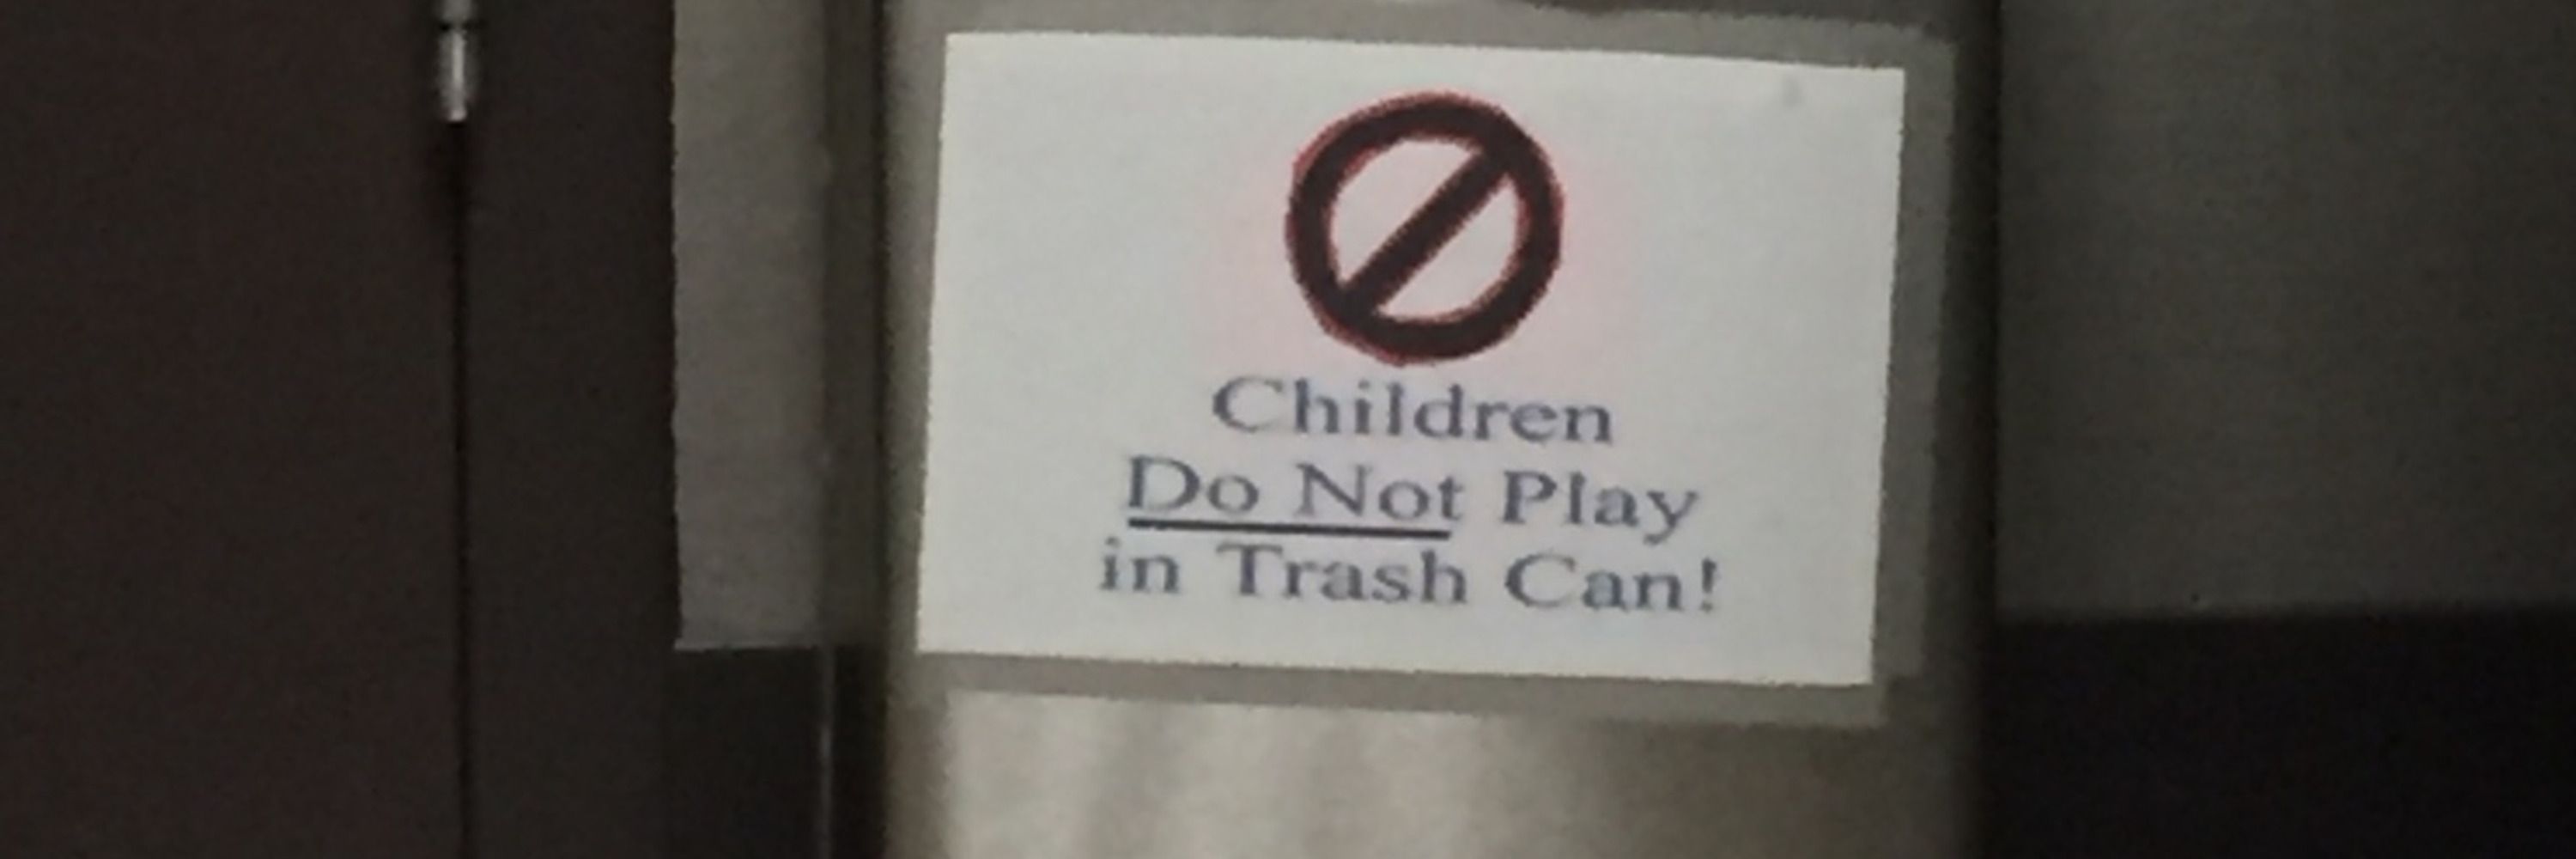 Children
Do Not Play
in Trash Can!